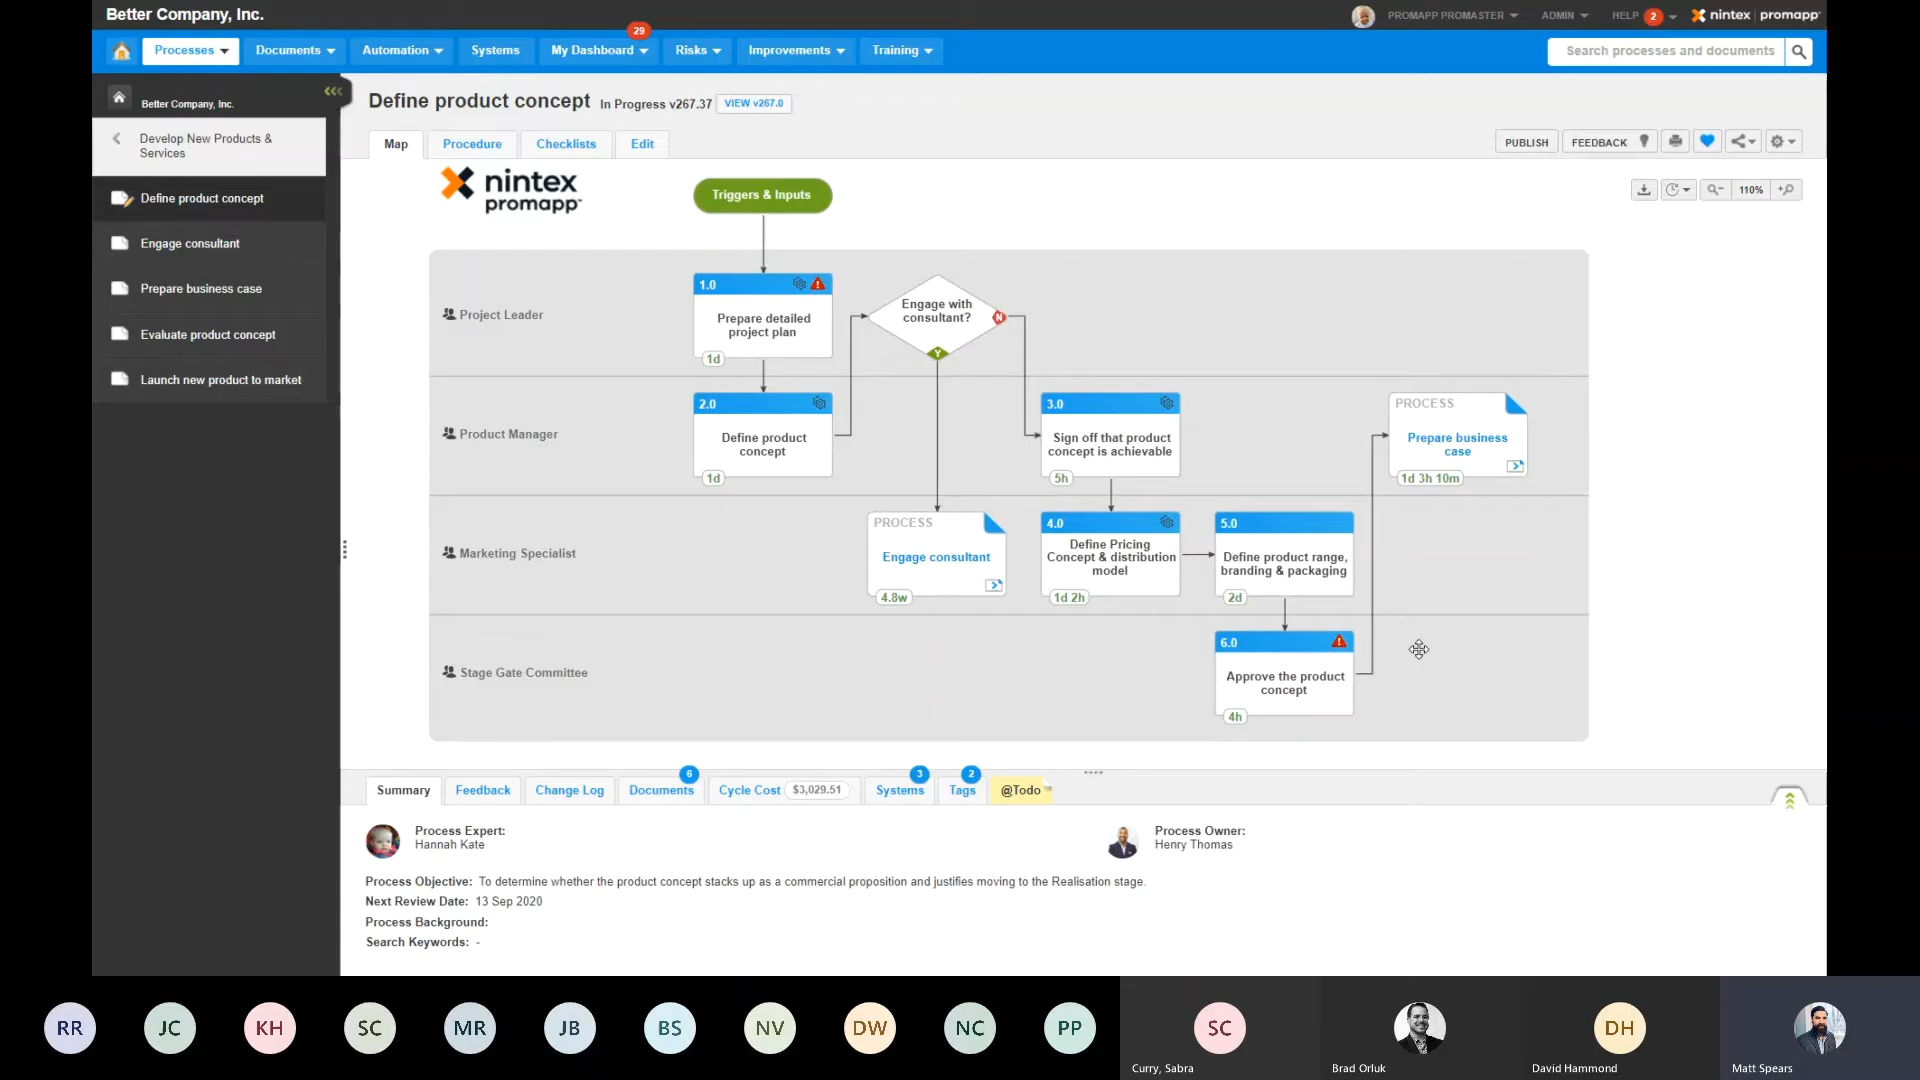 Better Company, Inc.
PROMAPP PROMASTER
ADMIN
HELP
2
nintex | promapp
Processes
Documents
Automation
Systems
My Dashboard
29
Risks
Improvements
Training
Search processes and documents
Better Company, Inc.
Develop New Products &
Services
Define product concept
Engage consultant
Prepare business case
Evaluate product concept
Launch new product to market
Define product concept
In Progress v267.37
VIEW v267.0
Map
Procedure
Checklists
Edit
PUBLISH
FEEDBACK
110%
nintex
promapp
Triggers & Inputs
Project Leader
1.0
Prepare detailed
project plan
1d
Engage with
consultant?
N
Y
Product Manager
2.0
Define product
concept
1d
3.0
Sign off that product
concept is achievable
5h
PROCESS
Prepare business
case
1d 3h 10m
Marketing Specialist
PROCESS
Engage consultant
4.8w
4.0
Define Pricing
Concept & distribution
model
1d 2h
5.0
Define product range,
branding & packaging
2d
Stage Gate Committee
6.0
Approve the product
concept
4h
Summary
Feedback
Change Log
Documents
6
Cycle Cost
$3,029.51
Systems
3
Tags
2
@Todo
Process Expert:
Hannah Kate
Process Owner:
Henry Thomas
Process Objective: To determine whether the product concept stacks up as a commercial proposition and justifies moving to the Realisation stage.
Next Review Date: 13 Sep 2020
Process Background:
Search Keywords: -
RR
JC
KH
SC
MR
JB
BS
NV
DW
NC
PP
SC
DH
Curry, Sabra
Brad Orluk
David Hammond
Matt Spears